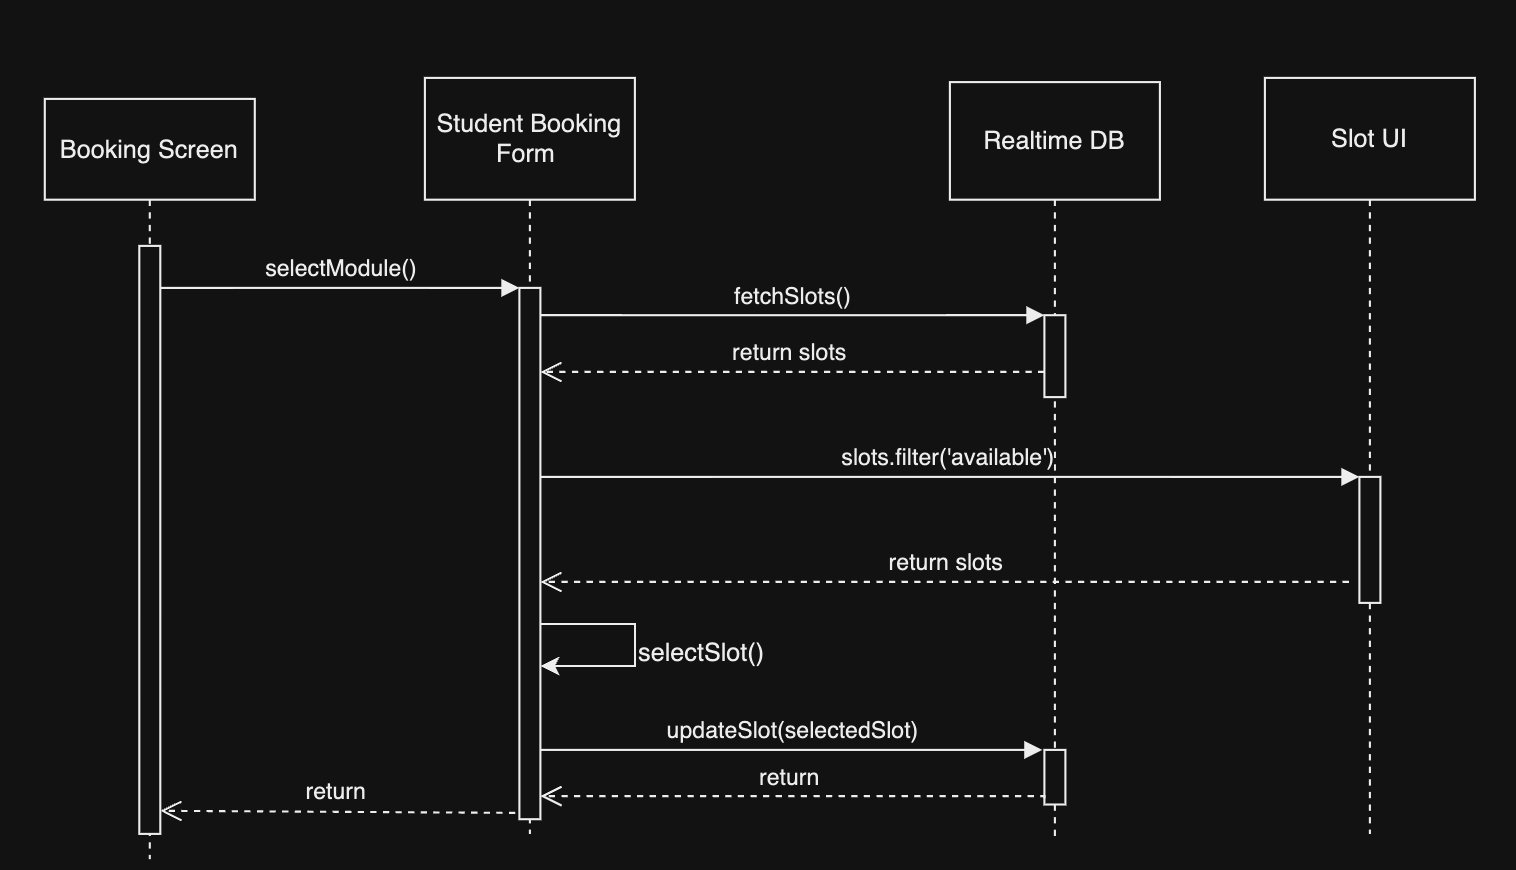 Booking Screen
Student Booking
Form
Realtime DB
Slot UI
selectModule()
fetchSlots()
return slots
slots.filter('available')
return slots
selectSlot()
updateSlot(selectedSlot)
return
return